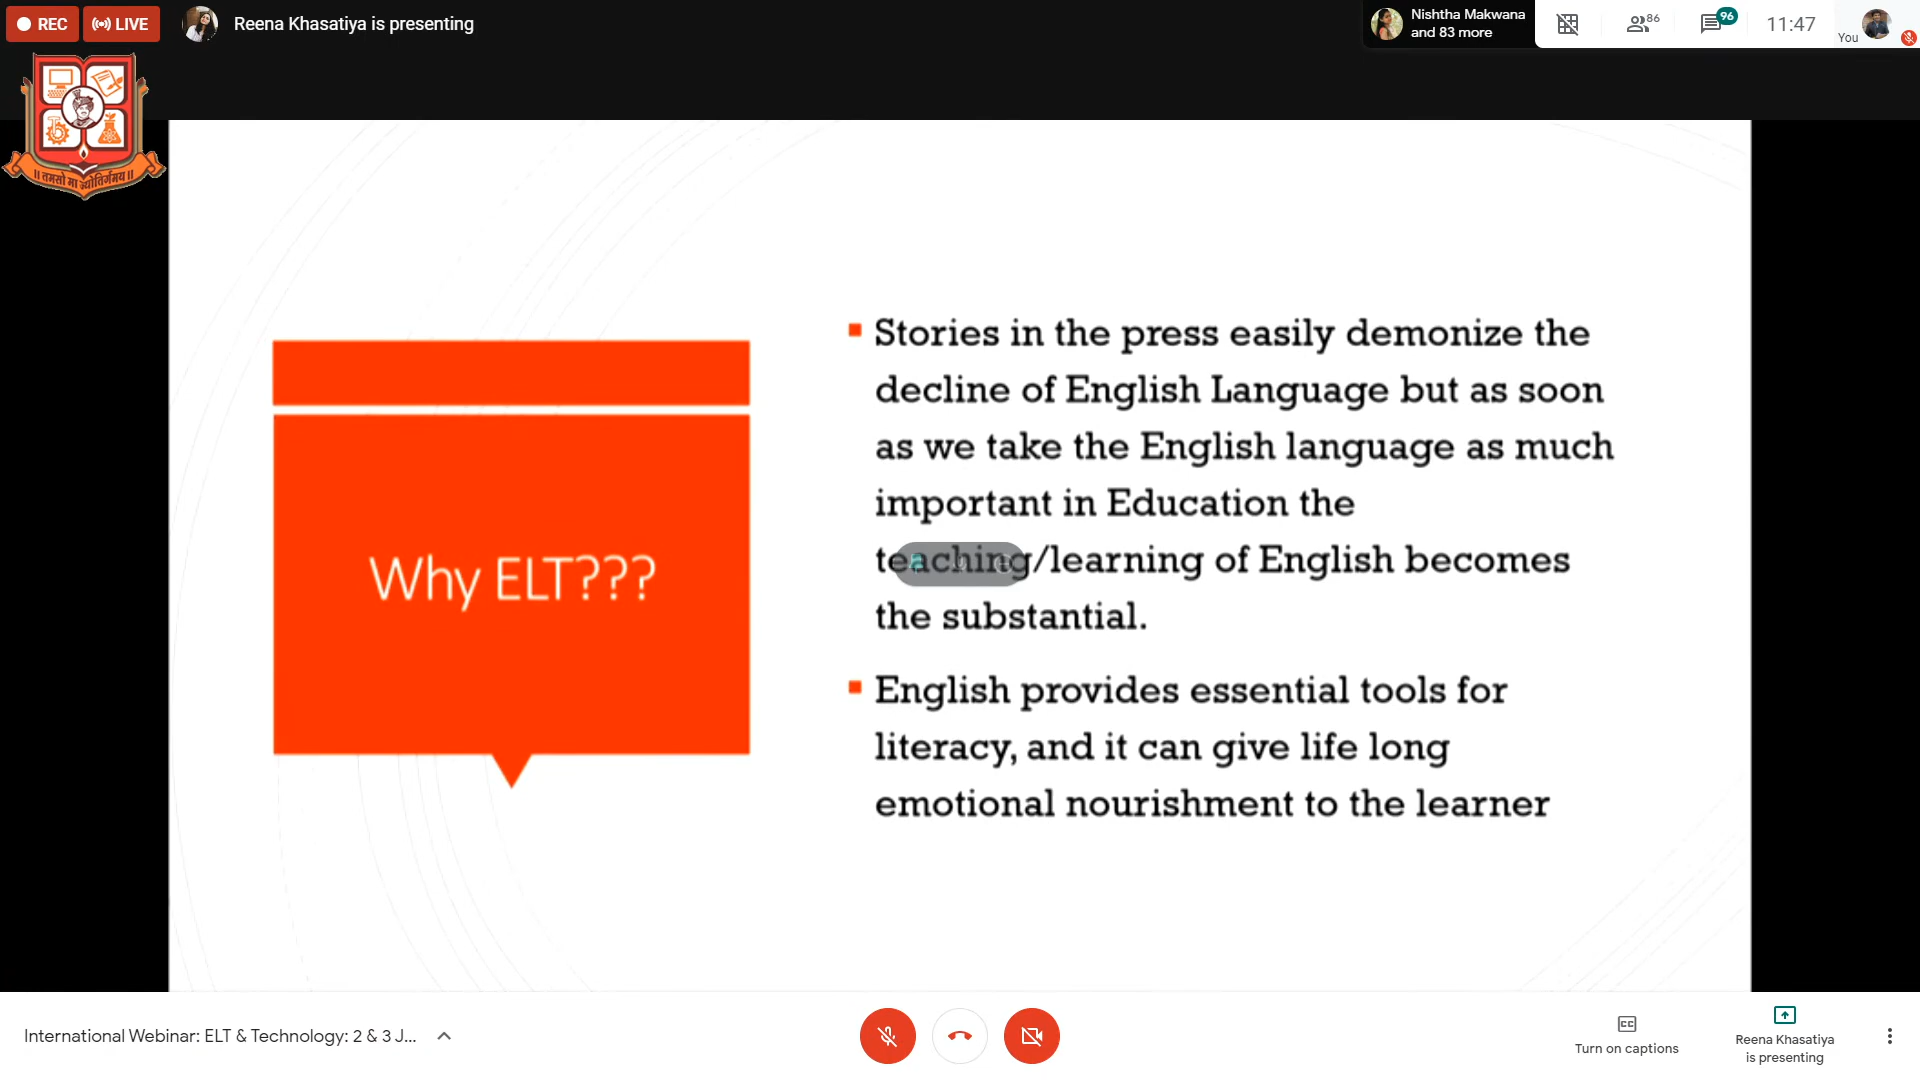 REC
LIVE
Reena Khasatiya is presenting
Nishtha Makwana
and 83 more
86
96
11:47
You
॥ तमसो मा ज्योतिर्गमय ॥
Why ELT???
Stories in the press easily demonize the
decline of English Language but as soon
as we take the English language as much
important in Education the
teaching/learning of English becomes
the substantial.
English provides essential tools for
literacy, and it can give life long
emotional nourishment to the learner
International Webinar: ELT & Technology: 2 & 3 J...
CC
Turn on captions
Reena Khasatiya
is presenting